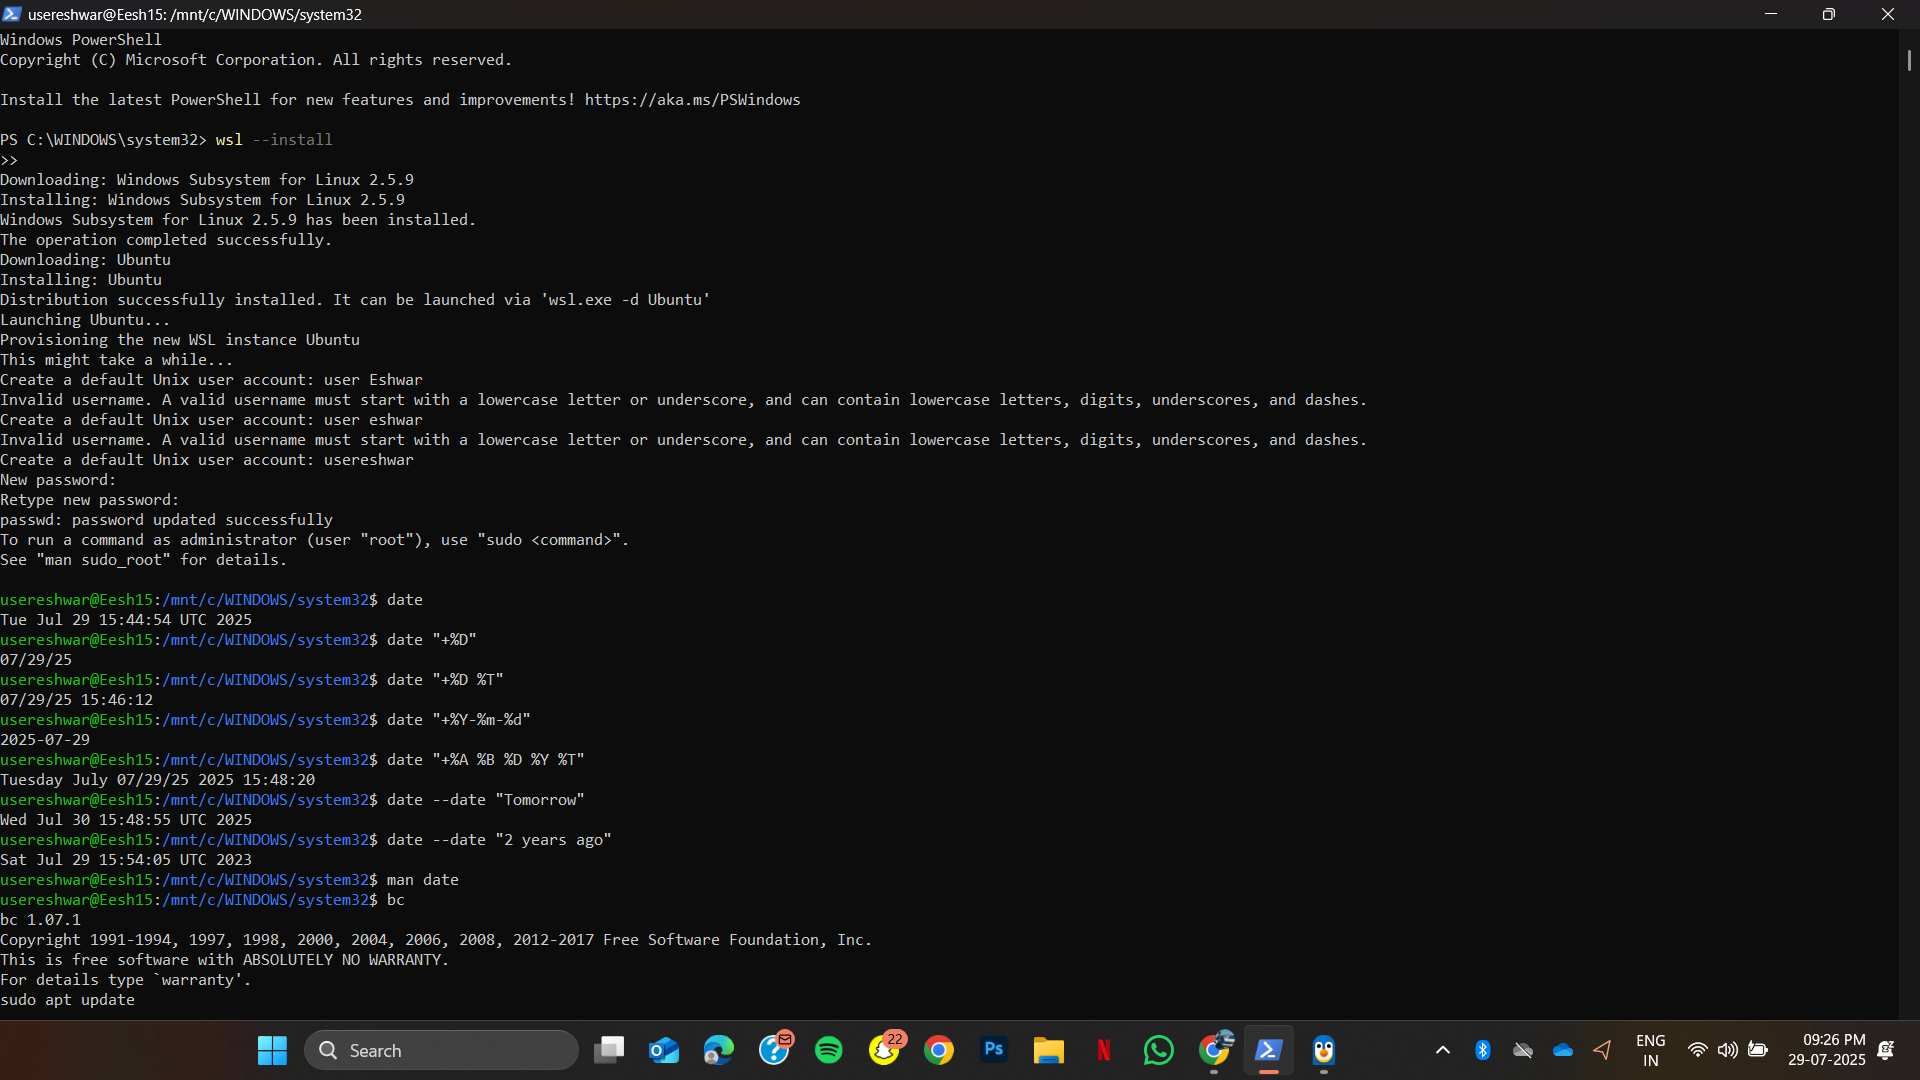 usereshwar@Eesh15: /mnt/c/WINDOWS/system32
Windows PowerShell
Copyright (C) Microsoft Corporation. All rights reserved.
Install the latest PowerShell for new features and improvements! https://aka.ms/PSWindows
PS C:\WINDOWS\system32> wsl --install
>>
Downloading: Windows Subsystem for Linux 2.5.9
Installing: Windows Subsystem for Linux 2.5.9
Windows Subsystem for Linux 2.5.9 has been installed.
The operation completed successfully.
Downloading: Ubuntu
Installing: Ubuntu
Distribution successfully installed. It can be launched via 'wsl.exe -d Ubuntu'
Launching Ubuntu...
Provisioning the new WSL instance Ubuntu
This might take a while...
Create a default Unix user account: user Eshwar
Invalid username. A valid username must start with a lowercase letter or underscore, and can contain lowercase letters, digits, underscores, and dashes.
Create a default Unix user account: user eshwar
Invalid username. A valid username must start with a lowercase letter or underscore, and can contain lowercase letters, digits, underscores, and dashes.
Create a default Unix user account: usereshwar
New password:
Retype new password:
passwd: password updated successfully
To run a command as administrator (user "root"), use "sudo <command>".
See "man sudo_root" for details.
usereshwar@Eesh15:/mnt/c/WINDOWS/system32$ date
Tue Jul 29 15:44:54 UTC 2025
usereshwar@Eesh15:/mnt/c/WINDOWS/system32$ date "+%D"
07/29/25
usereshwar@Eesh15:/mnt/c/WINDOWS/system32$ date "+%D %T"
07/29/25 15:46:12
usereshwar@Eesh15:/mnt/c/WINDOWS/system32$ date "+%Y-%m-%d"
2025-07-29
usereshwar@Eesh15:/mnt/c/WINDOWS/system32$ date "+%A %B %D %Y %T"
Tuesday July 07/29/25 2025 15:48:20
usereshwar@Eesh15:/mnt/c/WINDOWS/system32$ date --date "Tomorrow"
Wed Jul 30 15:48:55 UTC 2025
usereshwar@Eesh15:/mnt/c/WINDOWS/system32$ date --date "2 years ago"
Sat Jul 29 15:54:05 UTC 2023
usereshwar@Eesh15:/mnt/c/WINDOWS/system32$ man date
usereshwar@Eesh15:/mnt/c/WINDOWS/system32$ bc
bc 1.07.1
Copyright 1991-1994, 1997, 1998, 2000, 2004, 2006, 2008, 2012-2017 Free Software Foundation, Inc.
This is free software with ABSOLUTELY NO WARRANTY.
For details type `warranty'.
sudo apt update
Search
22
Ps
ENG
IN
09:26 PM
29-07-2025